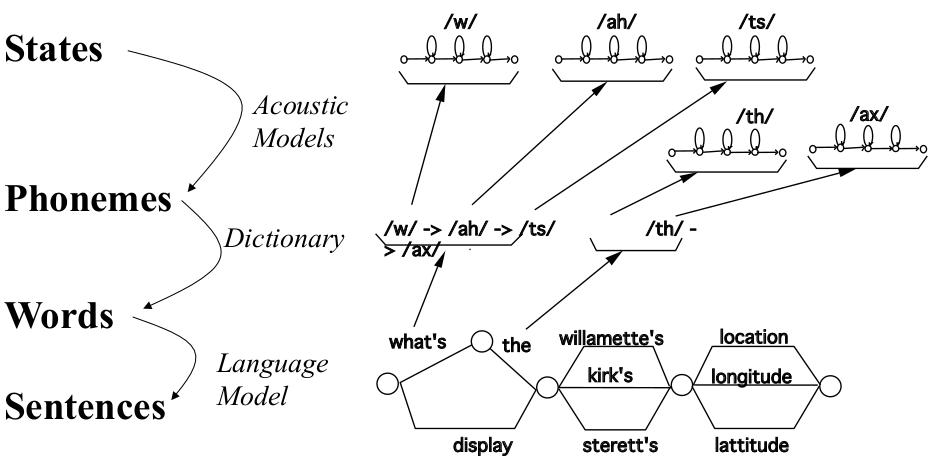 States
/w/
/ah/
/ts/
Acoustic
Models
/th/
/ax/
Phonemes
/w/ -> /ah/ -> /ts/
/th/ -
> /ax/
Dictionary
Words
what's
the
willamette's
location
Language
Model
kirk's
longitude
Sentences
display
sterett's
lattitude